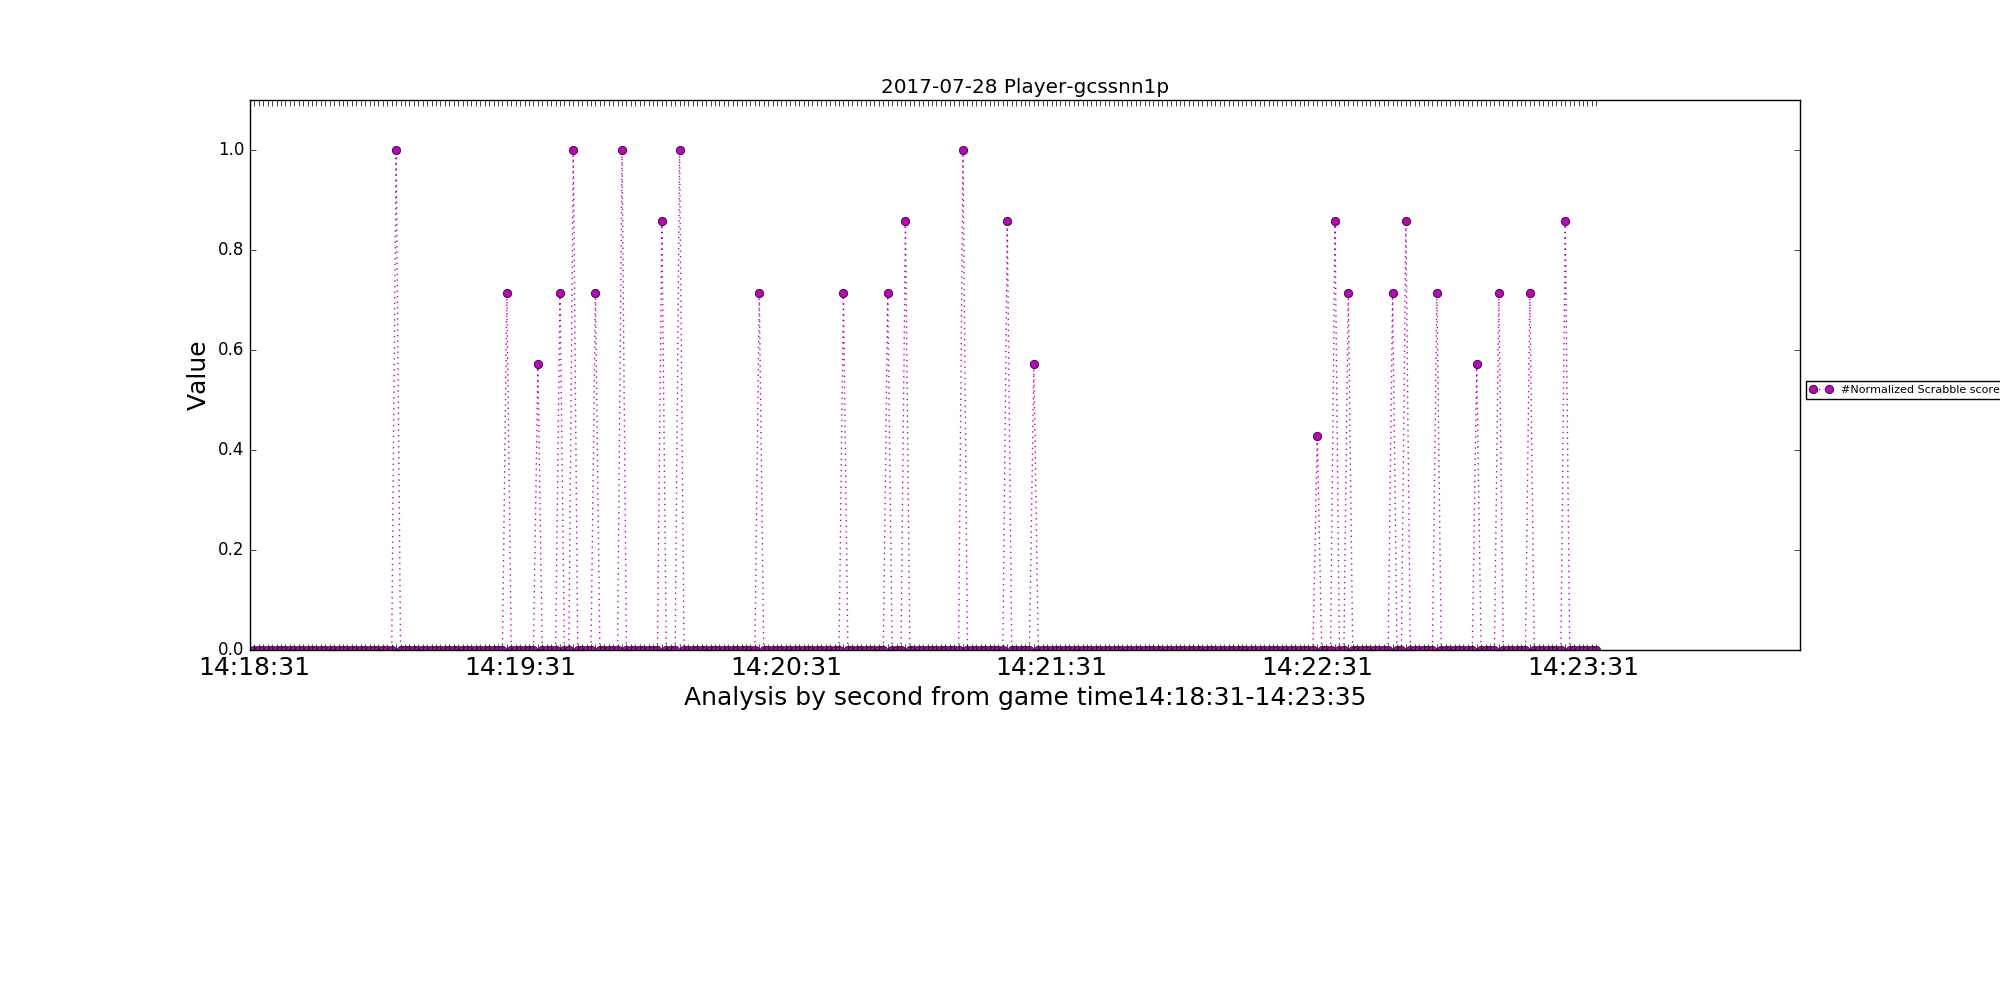 2017-07-28 Player-gcssnn1p
1.0
0.8
0.6
0.4
0.2
0.0
Value
#Normalized Scrabble score
14:18:31 14:19:31 14:20:31 14:21:31 14:22:31 14:23:31
Analysis by second from game time14:18:31-14:23:35